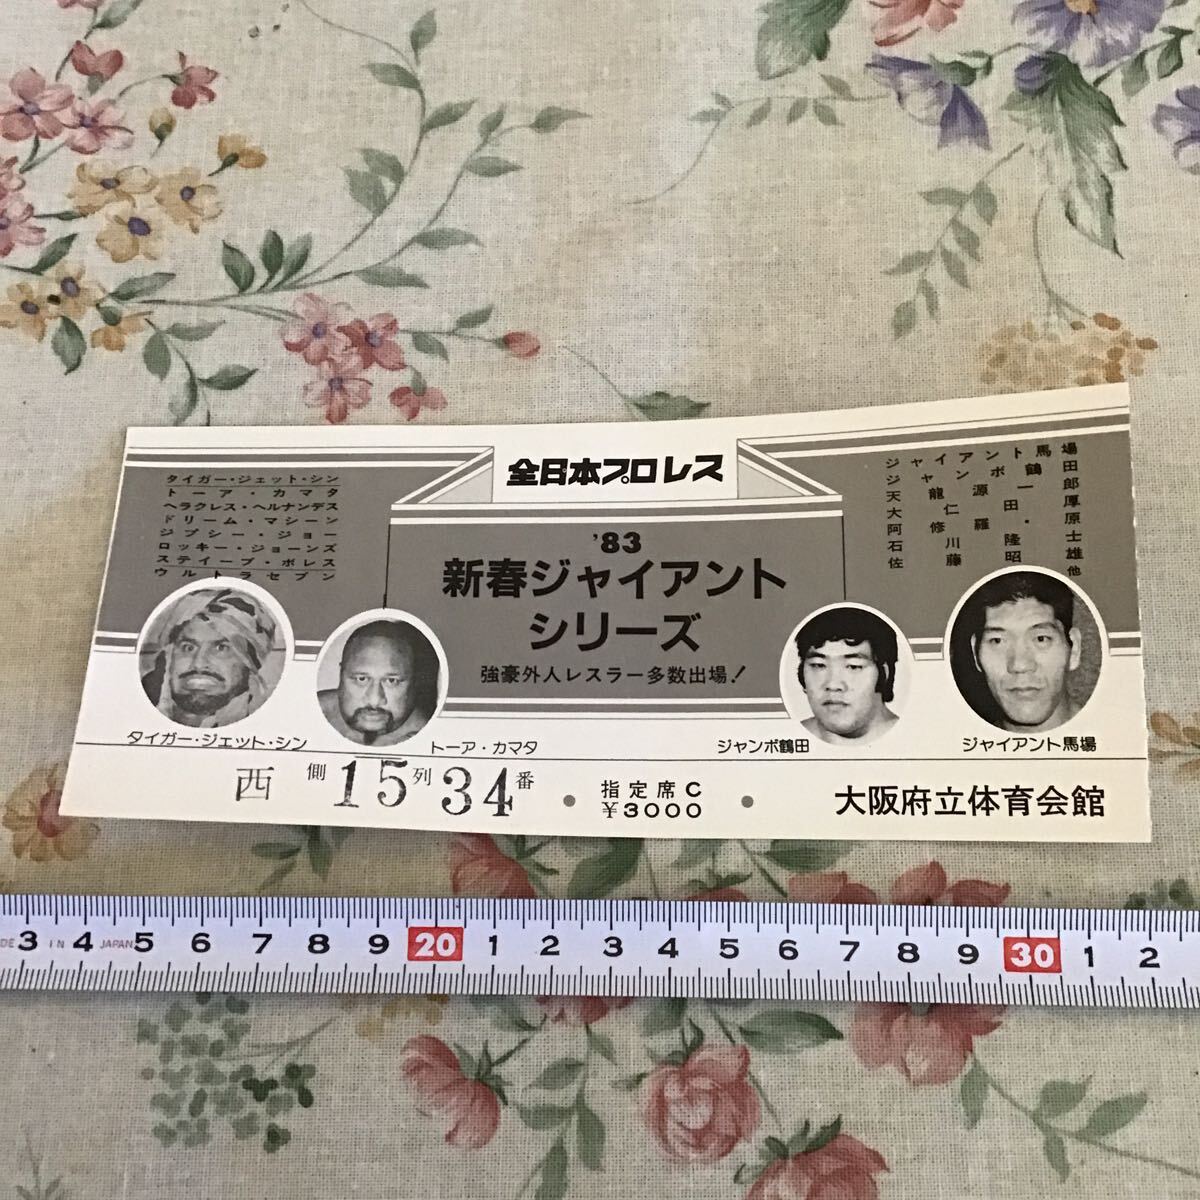 全日本プロレス
'83
新春ジャイアント
シリーズ
強豪外人レスラー多数出場!
タイガー・ジェット・シン
トーア・カマタ
ヘラクレス・ヘルナンデス
ドリーム・マシーン
ジプシー・ジョー
ロッキー・ジョーンズ
スティーブ・ボレス
ウルトラセブン
ジャイアント馬場
ジャンボ鶴田
天龍源一郎
大仁田厚
阿修羅・原
石川隆士
佐藤昭雄
他
タイガー・ジェット・シン
トーア・カマタ
ジャンボ鶴田
ジャイアント馬場
西側15列34番 ・ 指定席C ¥3000 ・ 大阪府立体育会館
DE IN JAPAN
3 4 5 6 7 8 9 20 1 2 3 4 5 6 7 8 9 30 1 2